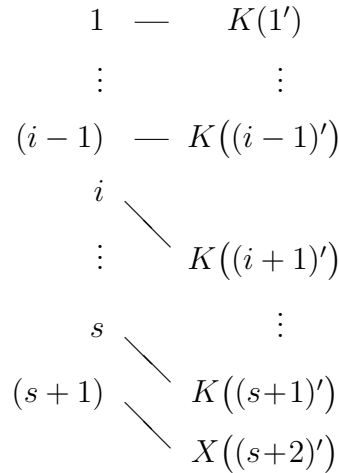 1 — K(1′)
⋮ ⋮
(i − 1) — K((i − 1)′)
i
⋮ K((i + 1)′)
s ⋮
(s + 1) K((s+1)′)
X((s+2)′)